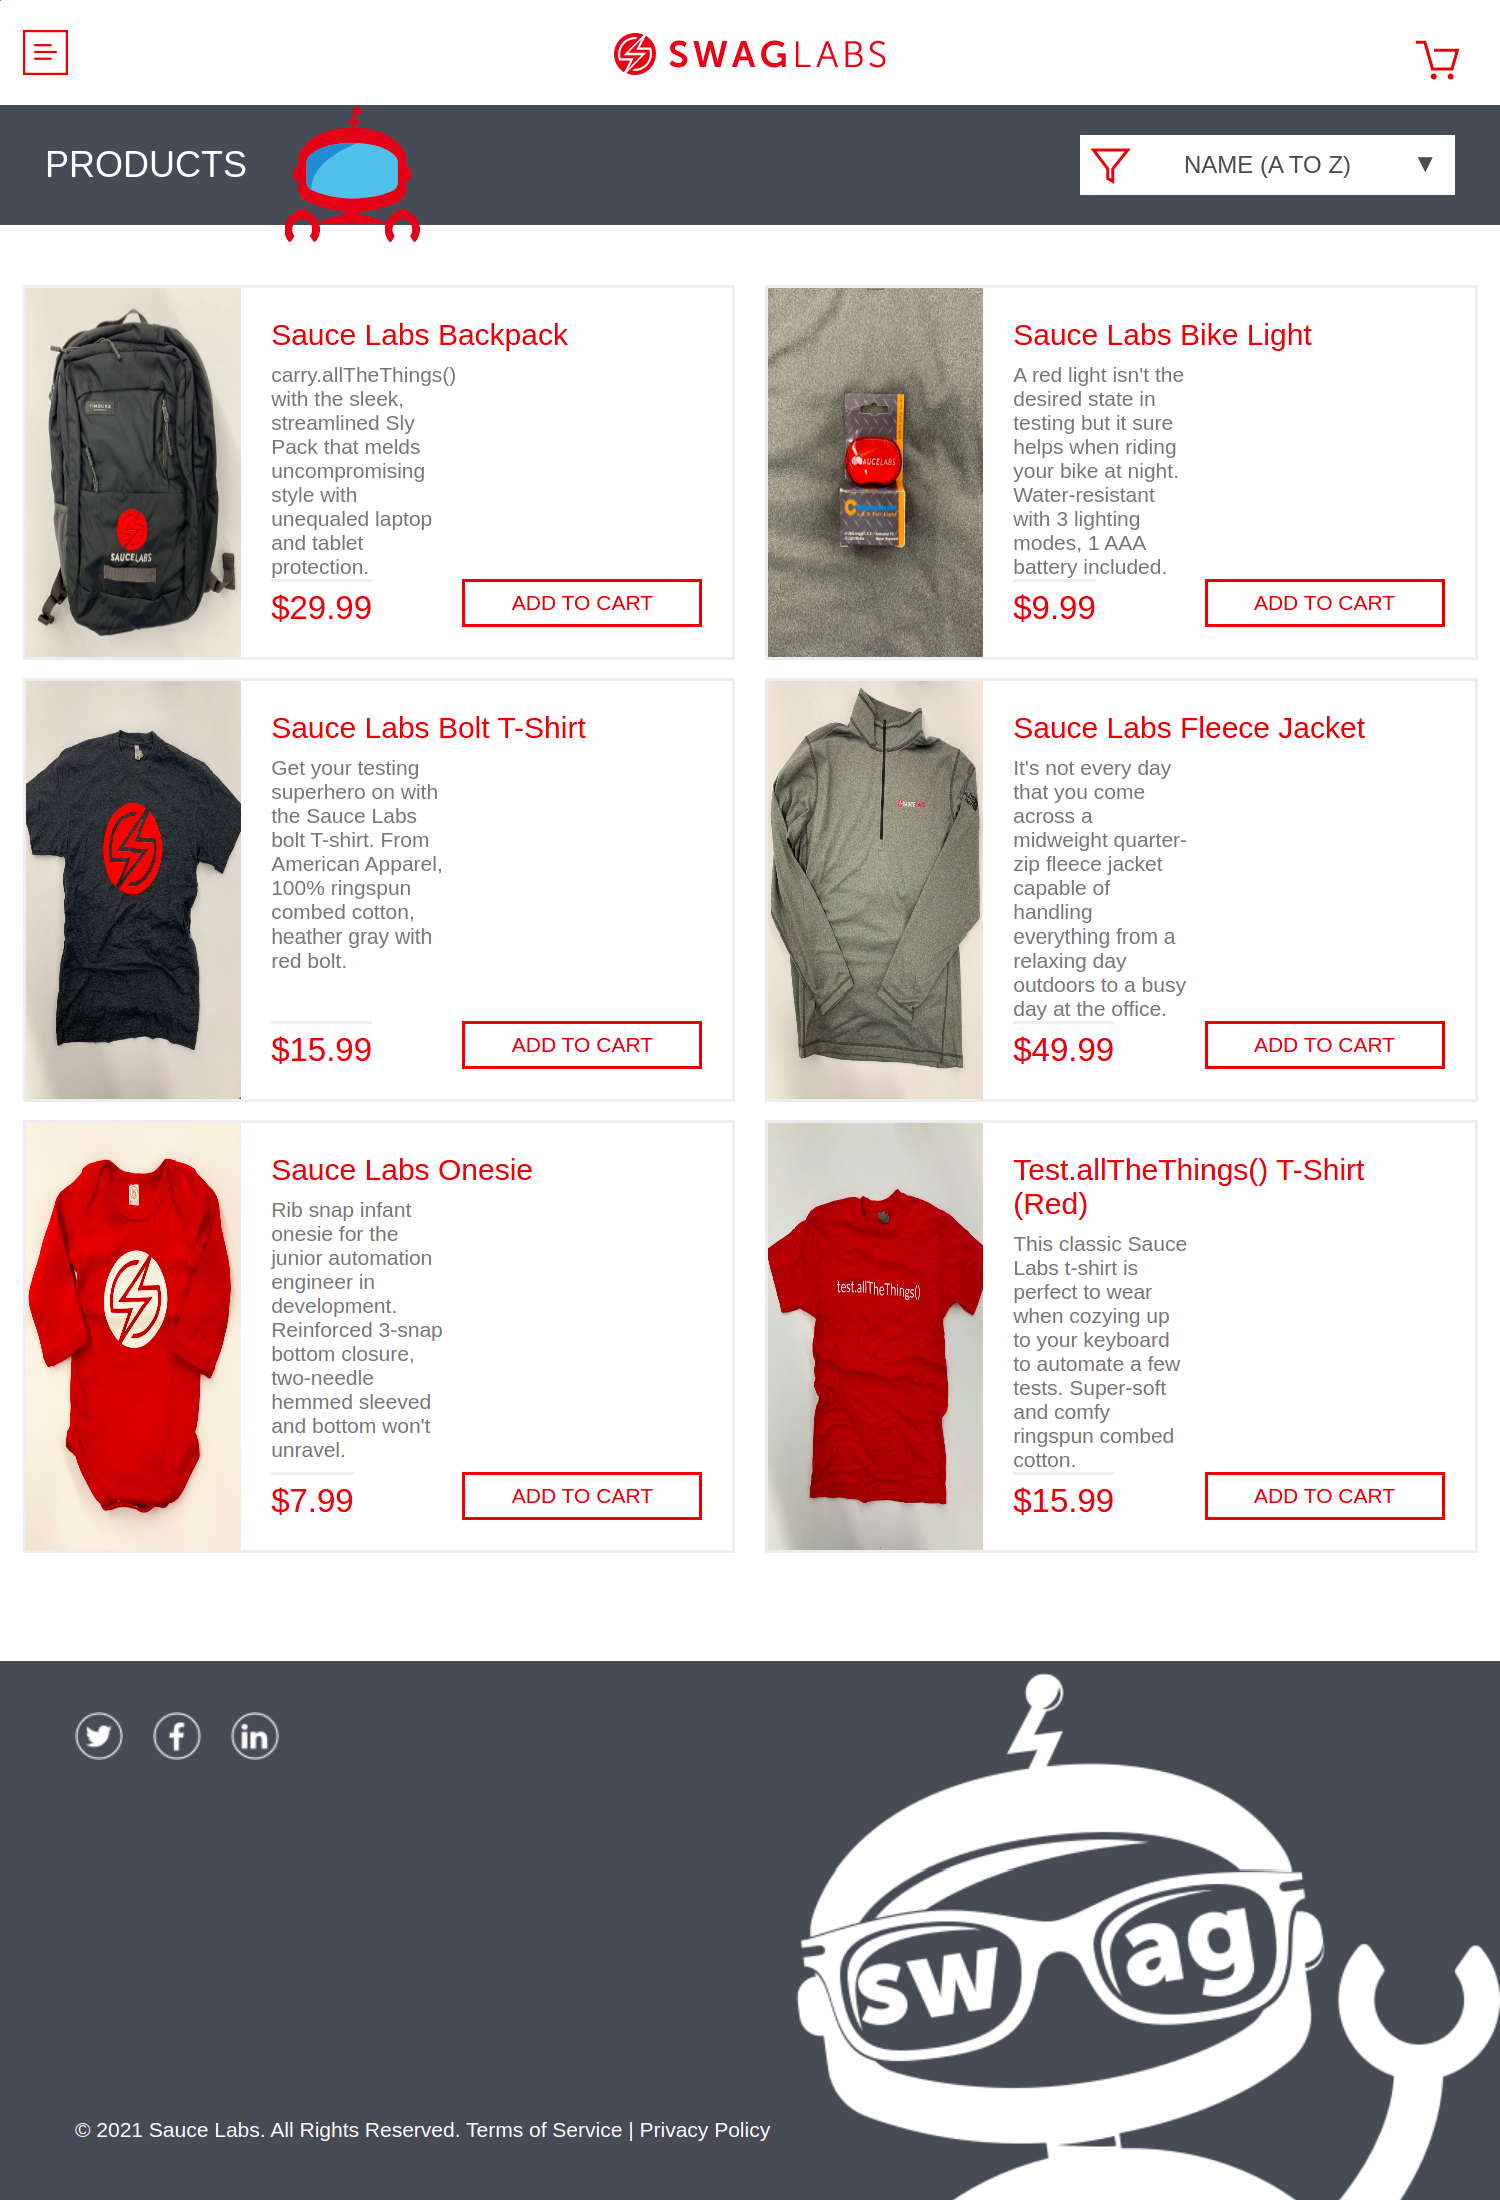 SWAGLABS
PRODUCTS
NAME (A TO Z)
Sauce Labs Backpack
carry.allTheThings()
with the sleek,
streamlined Sly
Pack that melds
uncompromising
style with
unequaled laptop
and tablet
protection.
$29.99
ADD TO CART
SAUCELABS
Sauce Labs Bike Light
A red light isn't the
desired state in
testing but it sure
helps when riding
your bike at night.
Water-resistant
with 3 lighting
modes, 1 AAA
battery included.
$9.99
ADD TO CART
SAUCELABS
Sauce Labs Bolt T-Shirt
Get your testing
superhero on with
the Sauce Labs
bolt T-shirt. From
American Apparel,
100% ringspun
combed cotton,
heather gray with
red bolt.
$15.99
ADD TO CART
Sauce Labs Fleece Jacket
It's not every day
that you come
across a
midweight quarter-
zip fleece jacket
capable of
handling
everything from a
relaxing day
outdoors to a busy
day at the office.
$49.99
ADD TO CART
SAUCELABS
Sauce Labs Onesie
Rib snap infant
onesie for the
junior automation
engineer in
development.
Reinforced 3-snap
bottom closure,
two-needle
hemmed sleeved
and bottom won't
unravel.
$7.99
ADD TO CART
Test.allTheThings() T-Shirt
(Red)
This classic Sauce
Labs t-shirt is
perfect to wear
when cozying up
to your keyboard
to automate a few
tests. Super-soft
and comfy
ringspun combed
cotton.
$15.99
ADD TO CART
test.allTheThings()
sw ag
© 2021 Sauce Labs. All Rights Reserved. Terms of Service | Privacy Policy